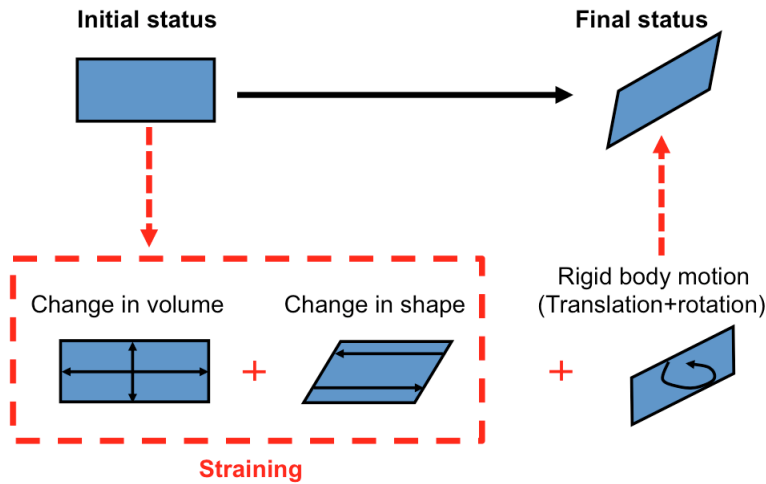 Initial status
Final status
Rigid body motion
(Translation+rotation)
Change in volume
Change in shape
+
+
Straining